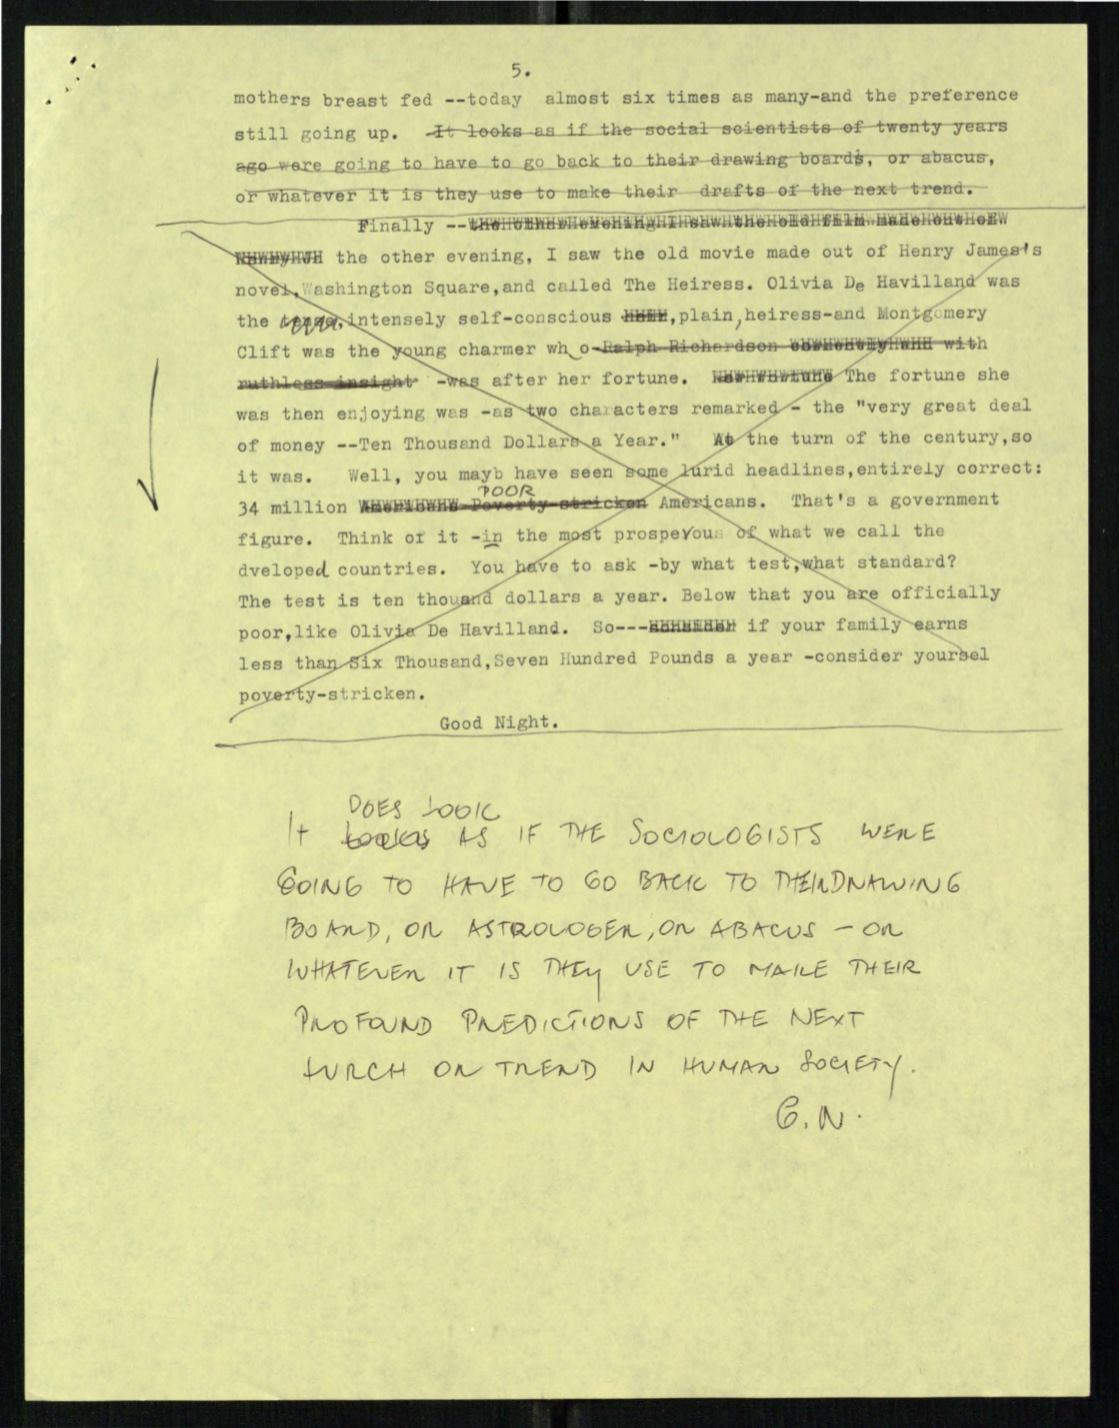 5.
mothers breast fed --today almost six times as many-and the preference
still going up. It looks as if the social scientists of twenty years
ago were going to have to go back to their drawing boards, or abacus,
or whatever it is they use to make their drafts of the next trend.
Finally --
the other evening, I saw the old movie made out of Henry James's
novel, Washington Square,and called The Heiress. Olivia De Havilland was
the intensely self-conscious ,plain,heiress-and Montgomery
Clift was the young charmer wh o-Ralph Richardson with
ruthless insight -was after her fortune. The fortune she
was then enjoying was -as two characters remarked - the "very great deal
of money --Ten Thousand Dollars a Year." At the turn of the century,so
it was. Well, you mayb have seen some lurid headlines,entirely correct:
POOR
34 million Poverty-stricken Americans. That's a government
figure. Think of it -in the most prosperous of what we call the
dveloped countries. You have to ask -by what test,what standard?
The test is ten thousand dollars a year. Below that you are officially
poor,like Olivia De Havilland. So--- if your family earns
less than Six Thousand,Seven Hundred Pounds a year -consider yoursel
poverty-stricken.
Good Night.
DOES LOOK
It looks AS IF THE SOCIOLOGISTS WERE
GOING TO HAVE TO GO BACK TO THEIR DRAWING
BOARD, OR ASTROLOGER, OR ABACUS – OR
WHATEVER IT IS THEY USE TO MAKE THEIR
PROFOUND PREDICTIONS OF THE NEXT
LURCH OR TREND IN HUMAN SOCIETY.
G.N.